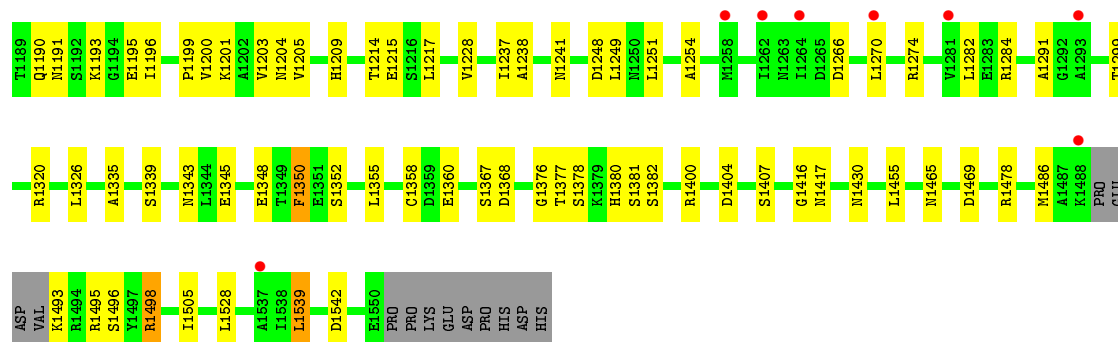 T1189 Q1190 N1191 S1192 K1193 G1194 E1195 I1196 P1199 V1200 K1201 A1202 V1203 N1204 V1205 H1209 T1214 E1215 S1216 L1217 V1228 I1237 A1238 N1241 D1248 L1249 N1250 L1251 A1254 M1258 I1262 N1263 I1264 D1265 D1266 L1270 R1274 V1281 L1282 E1283 R1284 A1291 G1292 A1293 T1299
R1320 L1326 A1335 S1339 N1343 L1344 E1345 E1348 T1349 F1350 E1351 S1352 L1355 C1358 D1359 E1360 S1367 D1368 G1376 T1377 S1378 K1379 H1380 S1381 S1382 R1400 D1404 S1407 G1416 N1417 N1430 L1455 N1465 D1469 R1478 M1486 A1487 K1488 PRO GLU
ASP VAL K1493 R1494 R1495 S1496 Y1497 R1498 I1505 L1528 A1537 I1538 L1539 D1542 E1550 PRO PRO LYS GLU ASP PRO HIS ASP HIS